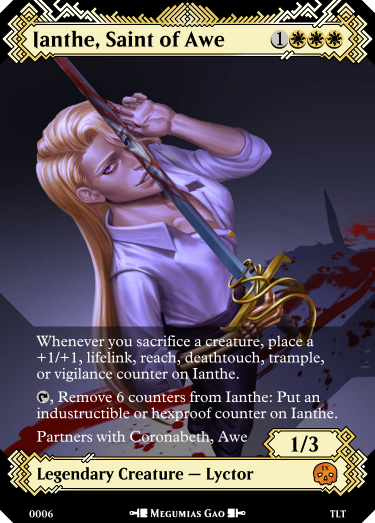 Ianthe, Saint of Awe 1
Whenever you sacrifice a creature, place a
+1/+1, lifelink, reach, deathtouch, trample,
or vigilance counter on Ianthe.
, Remove 6 counters from Ianthe: Put an
industructible or hexproof counter on Ianthe.
Partners with Coronabeth, Awe
1/3
Legendary Creature — Lyctor
IX
0006 Megumias Gao TLT